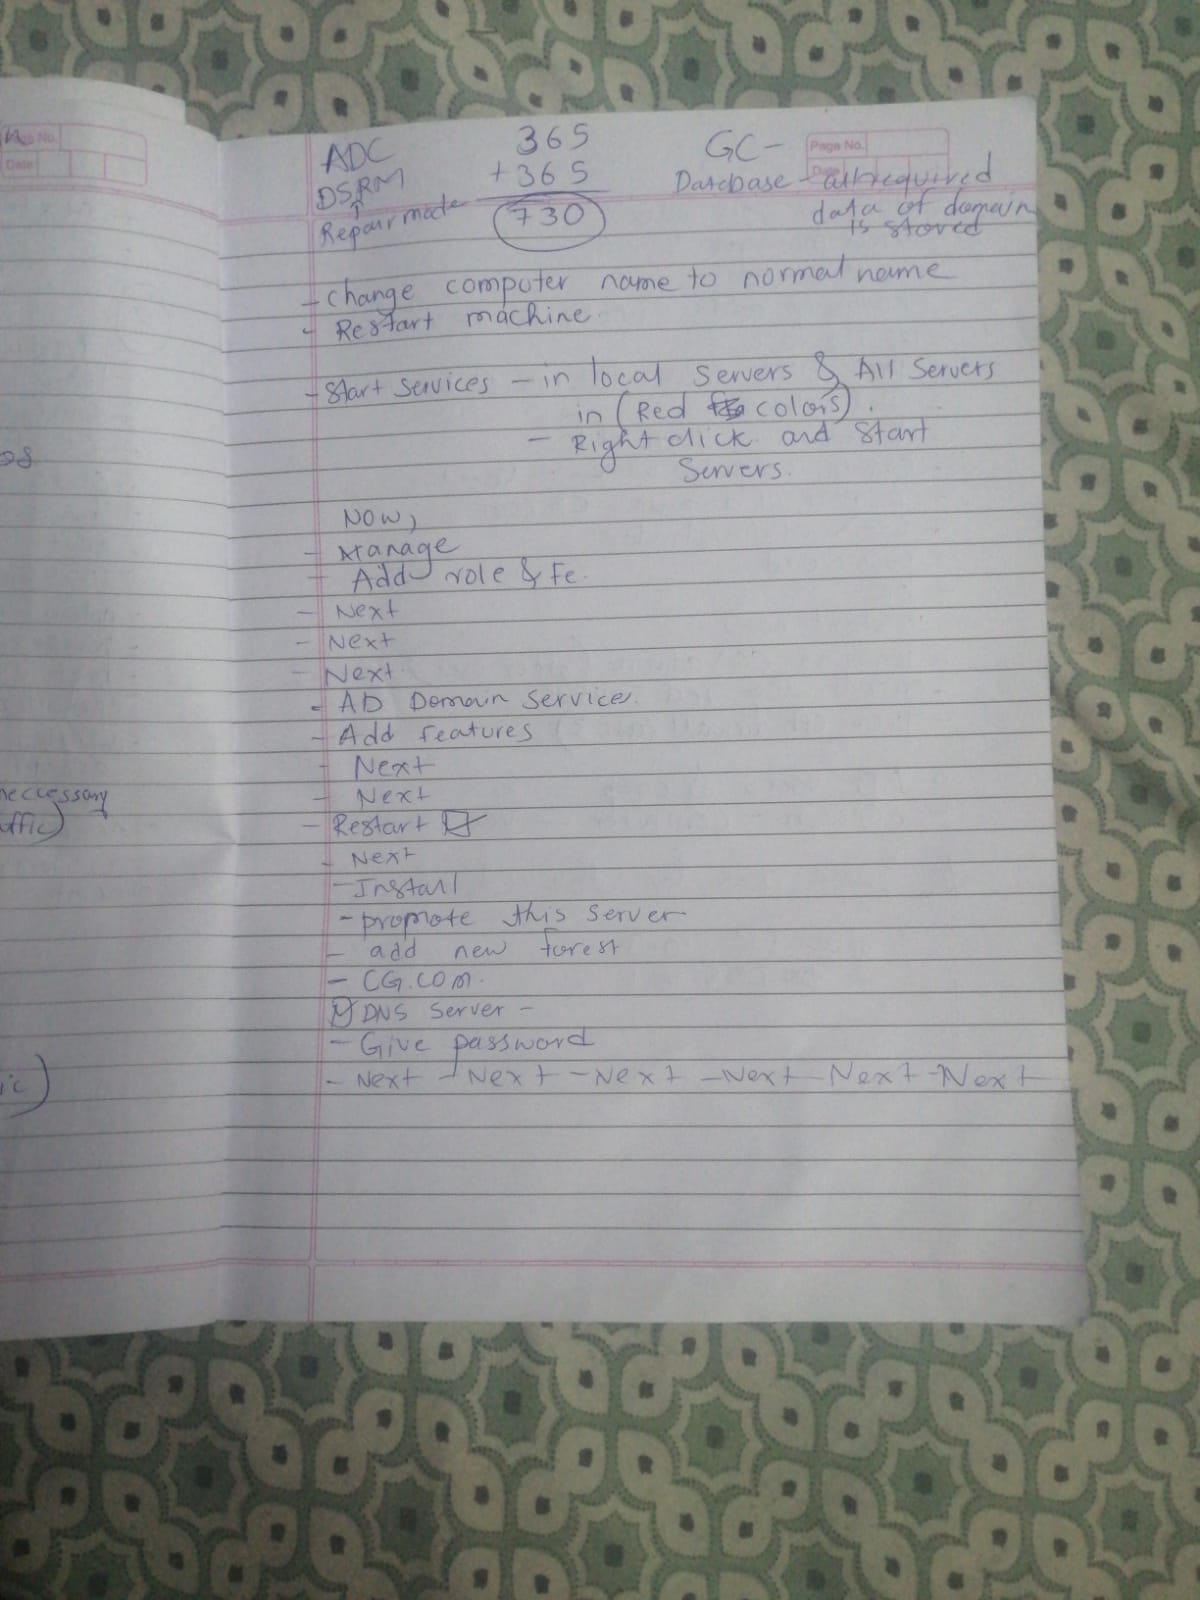 Page No.
Date
os
neccessary
ffic)
ic)
ADC
DSRM
↑
Repair mode
365
+365
730
GC-
Page No.
Database - all required
data of domain
is stored
- change computer name to normal name
- Restart machine.
- Start services - in local servers & All servers
in (Red colors).
- Right click and start
servers.
Now,
- Manage
- Add role & Fe.
- Next
- Next
- Next
- AD Domain services.
- Add features
- Next
- Next
- Restart ☑
- Next
- Install
- promote this server
- add new forest
- CG.com.
☑ DNS server -
- Give password
- Next - Next - Next - Next - Next - Next